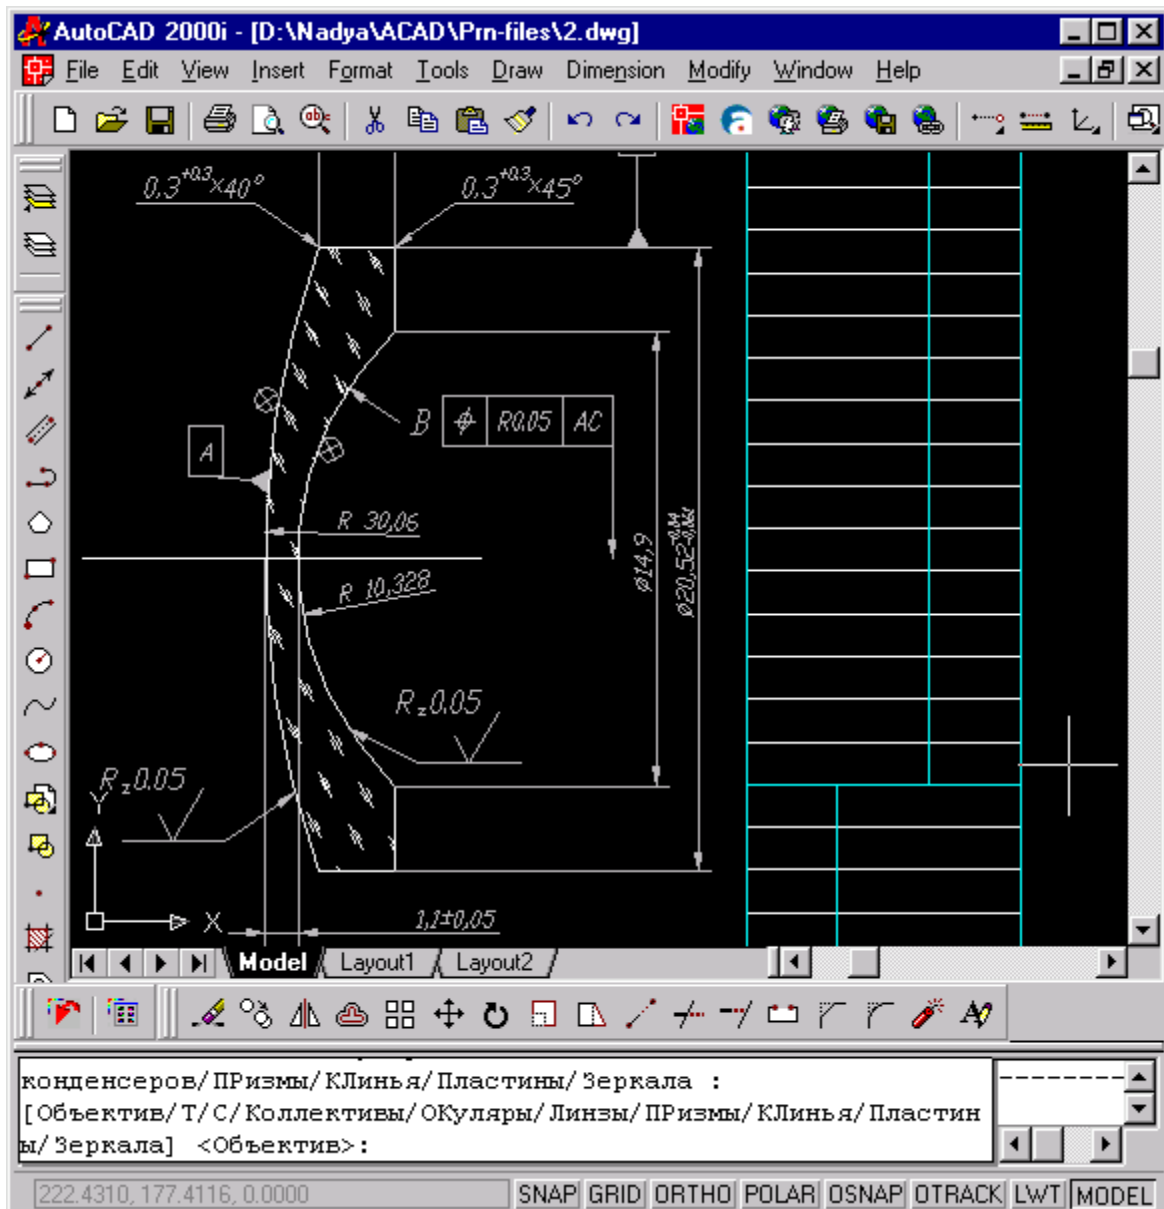 AutoCAD 2000i - [D:\Nadya\ACAD\Prn-files\2.dwg]
File Edit View Insert Format Tools Draw Dimension Modify Window Help
0,3+0.3×40°
0,3+0.3×45°
A
B
R0.05
AC
R 30,06
R 10,328
ø14,9
ø20,52
Rz0.05
Rz0.05
Y
X
1,1±0,05
Model Layout1 Layout2
конденсеров/ПРизмы/КЛинья/Пластины/Зеркала :
[Объектив/Т/С/Коллективы/ОКуляры/Линзы/ПРизмы/КЛинья/Пластин
ы/Зеркала] <Объектив>:
222.4310, 177.4116, 0.0000
SNAP GRID ORTHO POLAR OSNAP OTRACK LWT MODEL